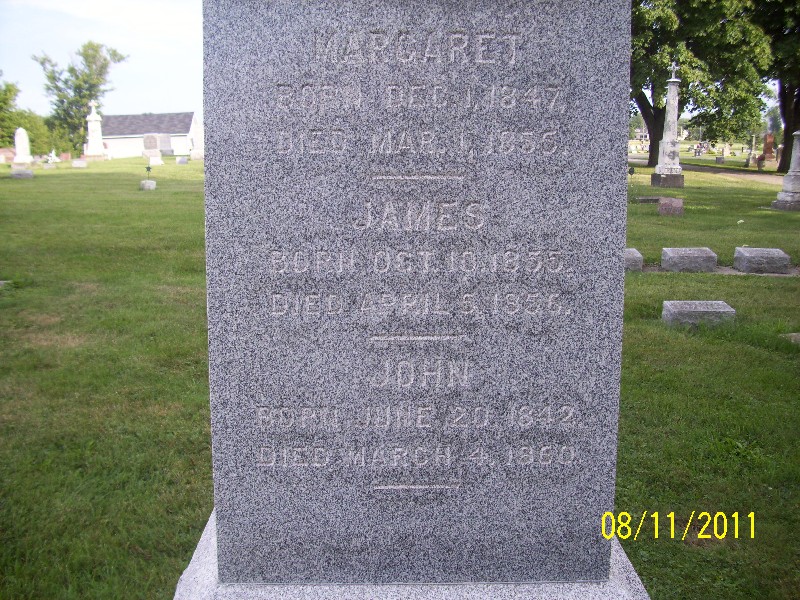 MARGARET
BORN DEC. 1, 1847.
DIED MAR. 1, 1856.
JAMES
BORN OCT. 10, 1855.
DIED APRIL 5, 1856.
JOHN
BORN JUNE 20, 1842.
DIED MARCH 4, 1860.
08/11/2011